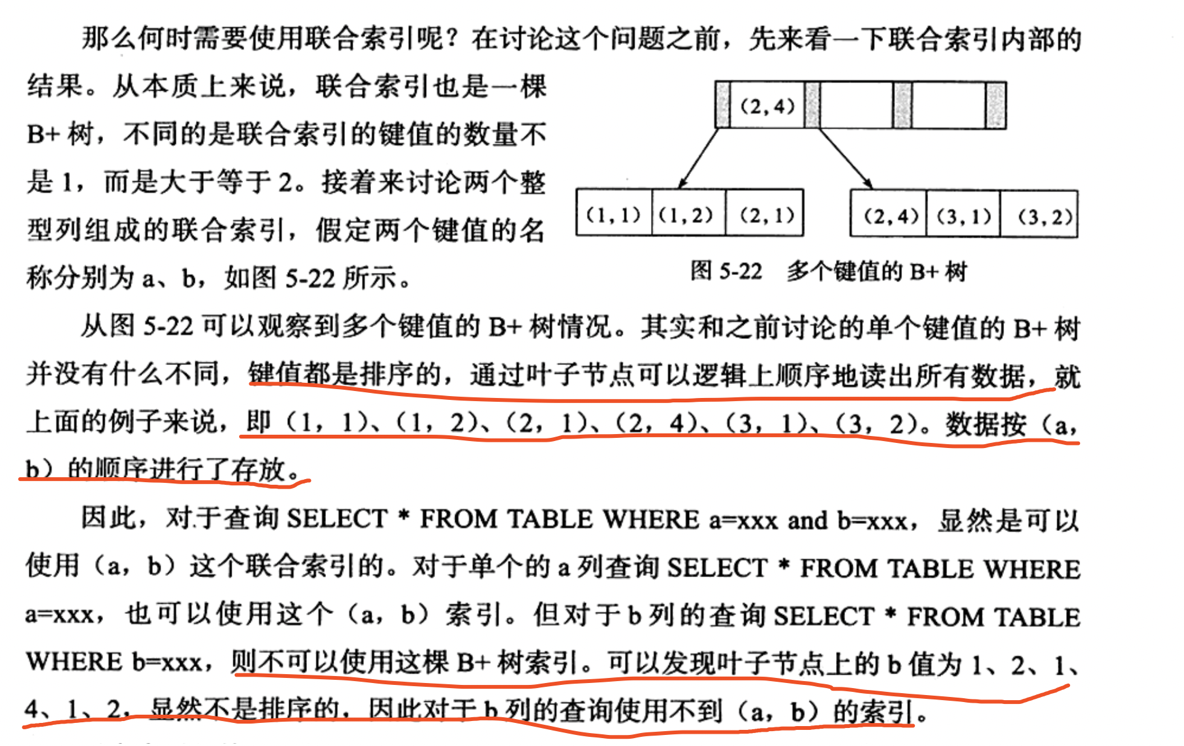 那么何时需要使用联合索引呢？在讨论这个问题之前，先来看一下联合索引内部的
结果。从本质上来说，联合索引也是一棵
B+ 树，不同的是联合索引的键值的数量不
是 1，而是大于等于 2。接着来讨论两个整
型列组成的联合索引，假定两个键值的名
称分别为 a、b，如图 5-22 所示。
(2, 4)
(1, 1) (1, 2) (2, 1) (2, 4) (3, 1) (3, 2)
图 5-22 多个键值的 B+ 树
从图 5-22 可以观察到多个键值的 B+ 树情况。其实和之前讨论的单个键值的 B+ 树
并没有什么不同，键值都是排序的，通过叶子节点可以逻辑上顺序地读出所有数据，就
上面的例子来说，即（1，1）、（1，2）、（2，1）、（2，4）、（3，1）、（3，2）。数据按（a，
b）的顺序进行了存放。
因此，对于查询 SELECT * FROM TABLE WHERE a=xxx and b=xxx，显然是可以
使用（a，b）这个联合索引的。对于单个的 a 列查询 SELECT * FROM TABLE WHERE
a=xxx，也可以使用这个（a，b）索引。但对于 b 列的查询 SELECT * FROM TABLE
WHERE b=xxx，则不可以使用这棵 B+ 树索引。可以发现叶子节点上的 b 值为 1、2、1、
4、1、2，显然不是排序的，因此对于 b 列的查询使用不到（a，b）的索引。